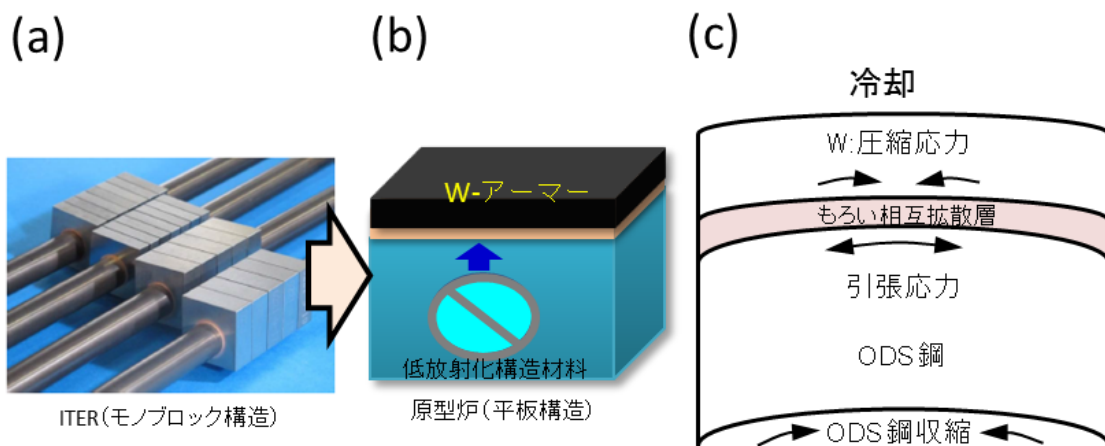 (a)
(b)
(c)
冷却
W:圧縮応力
W-アーマー
もろい相互拡散層
引張応力
ODS鋼
低放射化構造材料
ITER(モノブロック構造)
原型炉(平板構造)
ODS鋼収縮